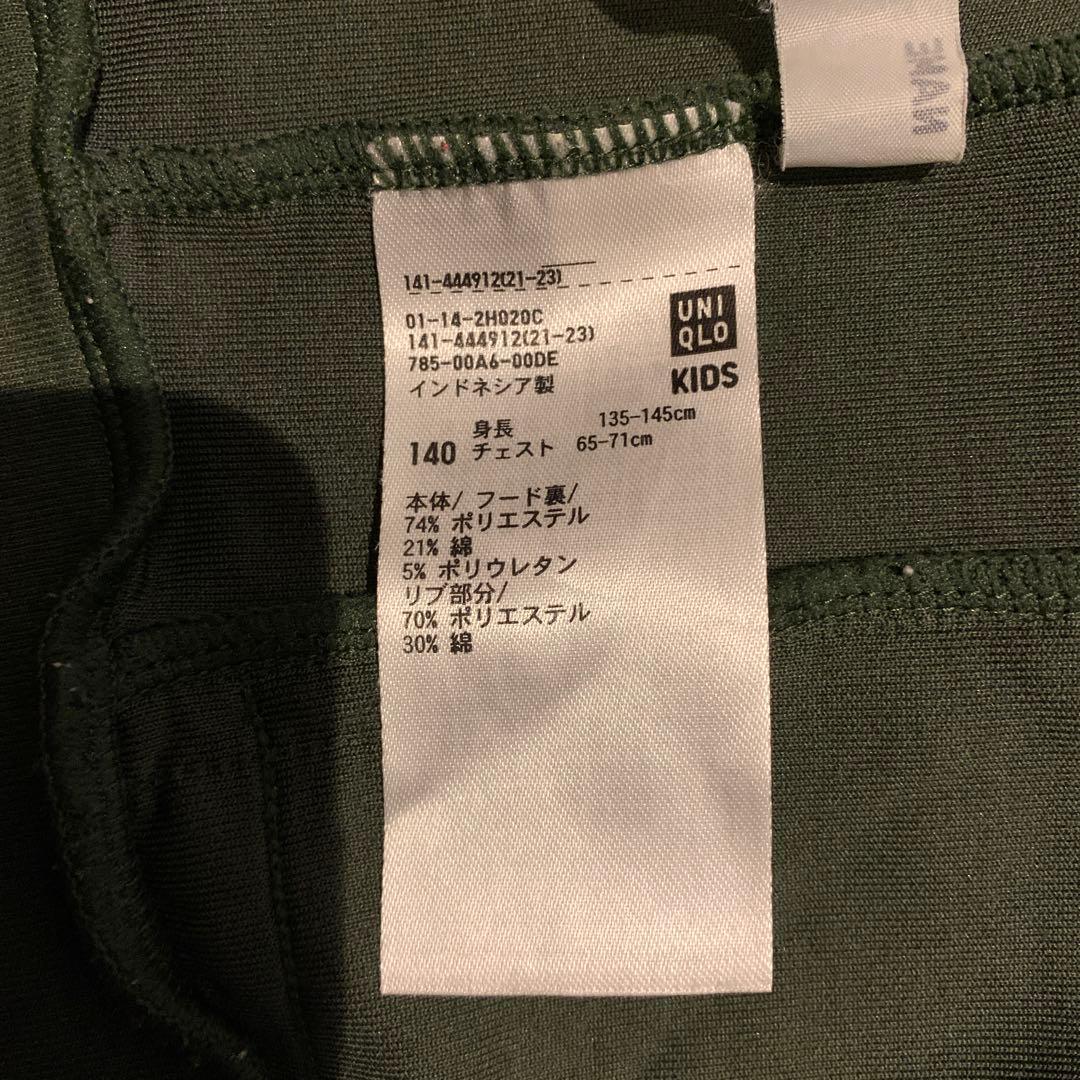 NAME
141-444912(21-23)
01-14-2H020C
141-444912(21-23)
785-00A6-00DE
インドネシア製
UNI
QLO
KIDS
140
身長 135-145cm
チェスト 65-71cm
本体/ フード裏/
74% ポリエステル
21% 綿
5% ポリウレタン
リブ部分/
70% ポリエステル
30% 綿